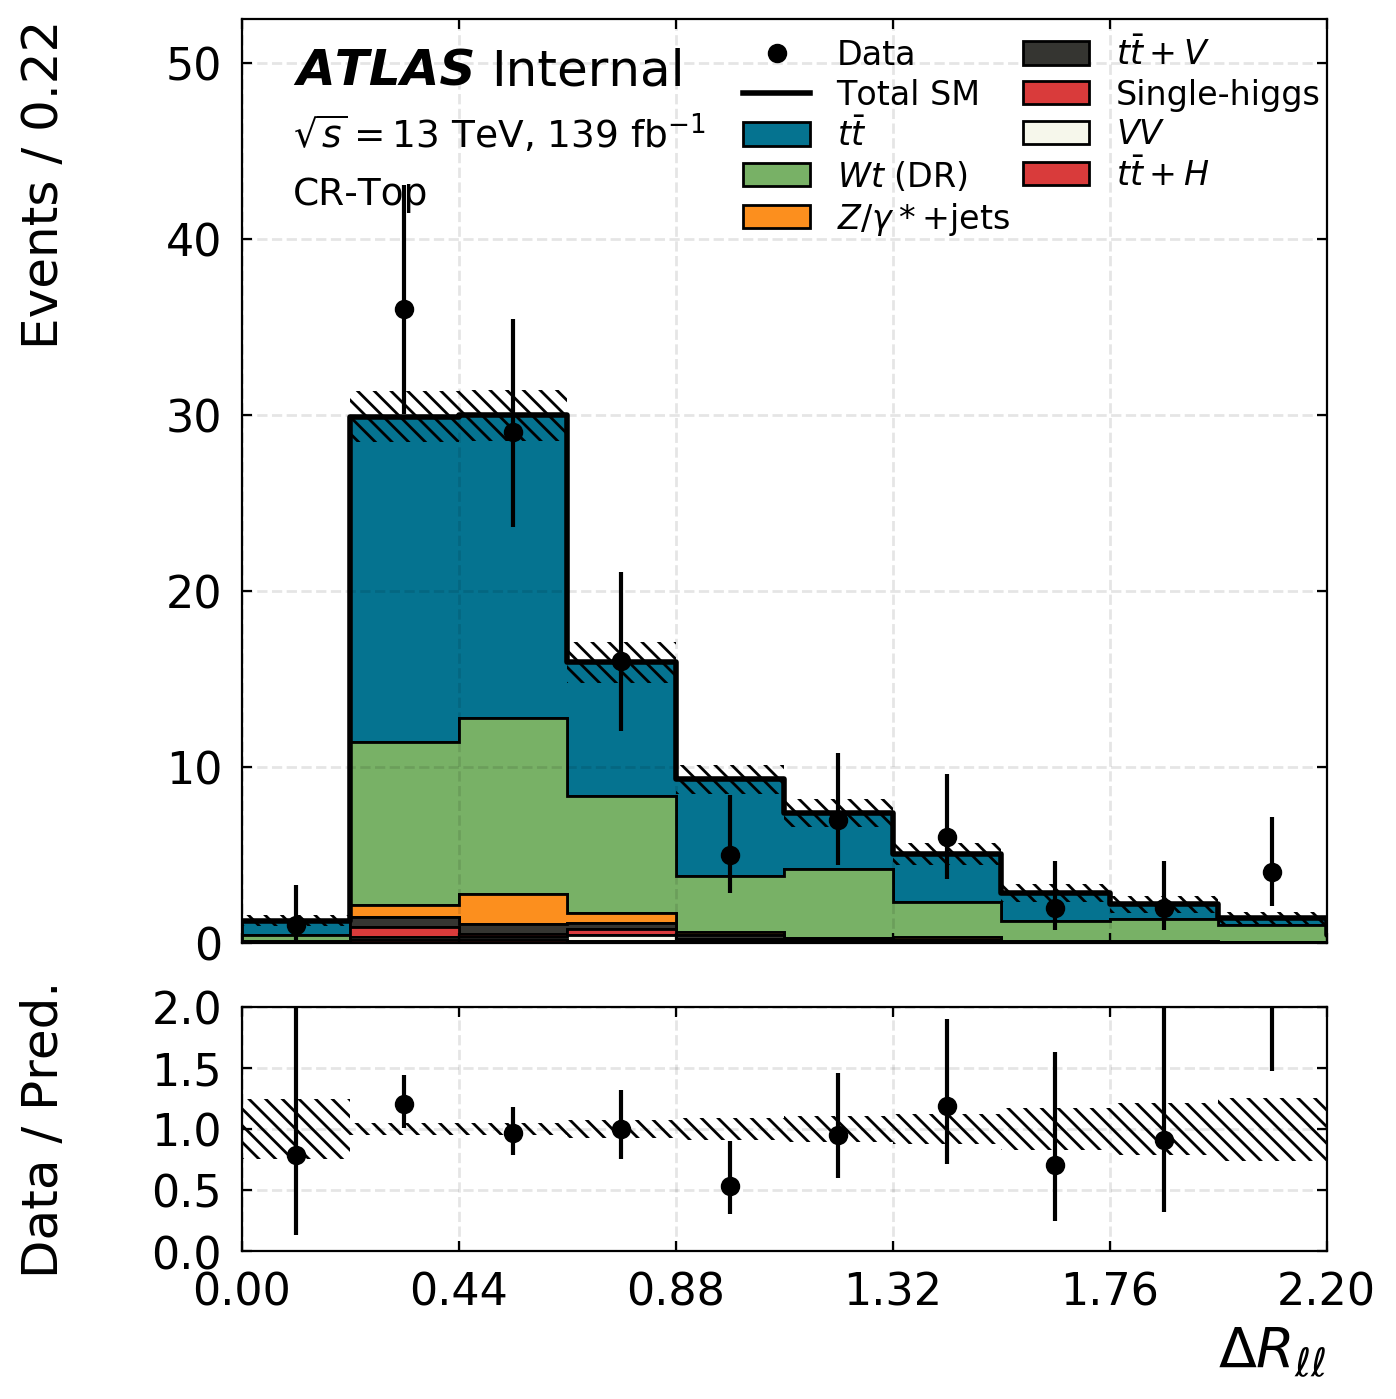 Events / 0.22
50
40
30
20
10
0
ATLAS Internal
√s = 13 TeV, 139 fb⁻¹
CR-Top
Data
Total SM
tt̄
Wt (DR)
Z/γ*+jets
tt̄ + V
Single-higgs
VV
tt̄ + H
Data / Pred.
2.0
1.5
1.0
0.5
0.0
0.00 0.44 0.88 1.32 1.76 2.20
ΔRℓℓ